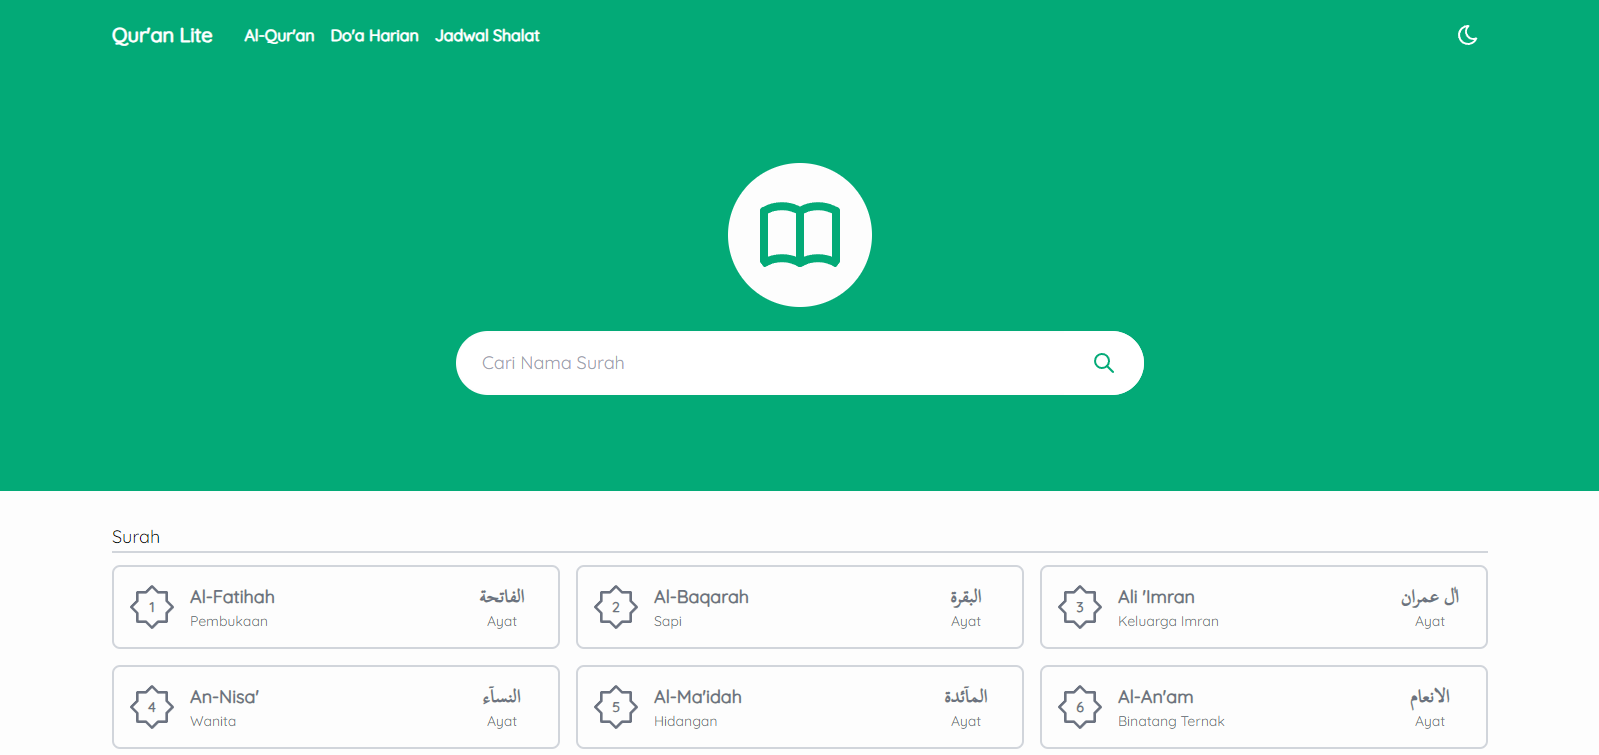 Qur'an Lite Al-Qur'an Do'a Harian Jadwal Shalat
Cari Nama Surah
Surah
1 Al-Fatihah الفاتحة
Pembukaan Ayat
2 Al-Baqarah البقرة
Sapi Ayat
3 Ali 'Imran اٰل عمران
Keluarga Imran Ayat
4 An-Nisa' النسآء
Wanita Ayat
5 Al-Ma'idah المآئدة
Hidangan Ayat
6 Al-An'am الانعام
Binatang Ternak Ayat